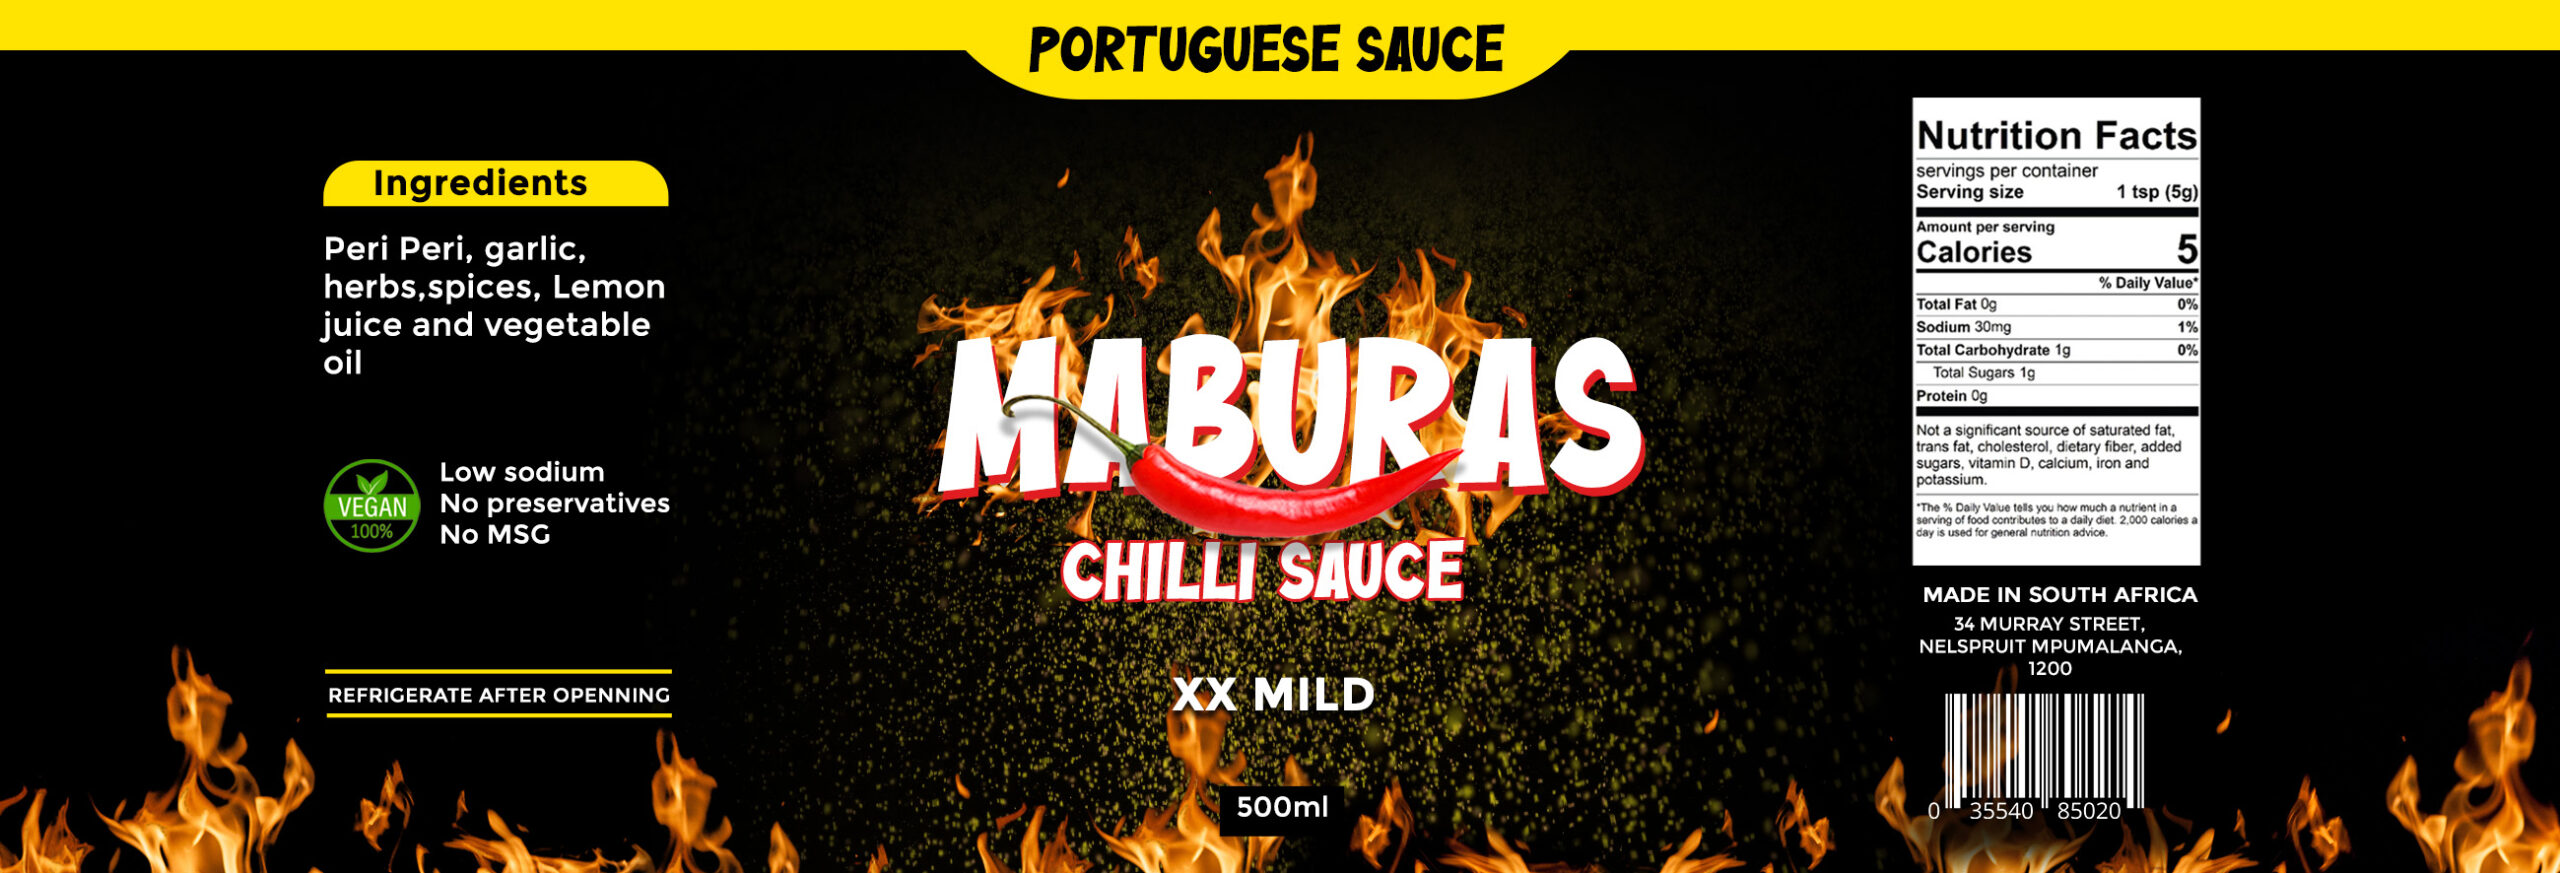 PORTUGUESE SAUCE
Ingredients
Peri Peri, garlic,
herbs,spices, Lemon
juice and vegetable
oil
VEGAN
100%
Low sodium
No preservatives
No MSG
REFRIGERATE AFTER OPENNING
MABURAS
CHILLI SAUCE
XX MILD
500ml
Nutrition Facts
servings per container
Serving size 1 tsp (5g)
Amount per serving
Calories 5
% Daily Value*
Total Fat 0g 0%
Sodium 30mg 1%
Total Carbohydrate 1g 0%
Total Sugars 1g
Protein 0g
Not a significant source of saturated fat,
trans fat, cholesterol, dietary fiber, added
sugars, vitamin D, calcium, iron and
potassium.
*The % Daily Value tells you how much a nutrient in a
serving of food contributes to a daily diet. 2,000 calories a
day is used for general nutrition advice.
MADE IN SOUTH AFRICA
34 MURRAY STREET,
NELSPRUIT MPUMALANGA,
1200
0 35540 85020